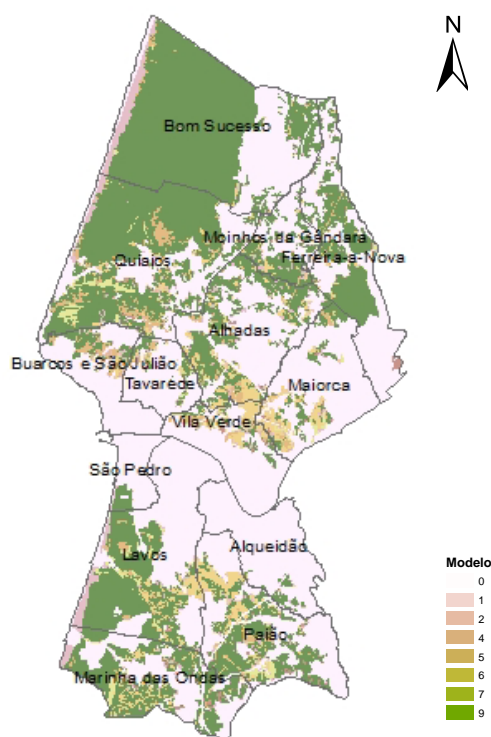 N
Bom Sucesso
Moinhos da Gândara
Ferreira-a-Nova
Quiaios
Alhadas
Buarcos e São Julião
Tavarede
Maiorca
Vila Verde
São Pedro
Lavos
Alqueidão
Paião
Marinha das Ondas
Modelo
0
1
2
4
5
6
7
9